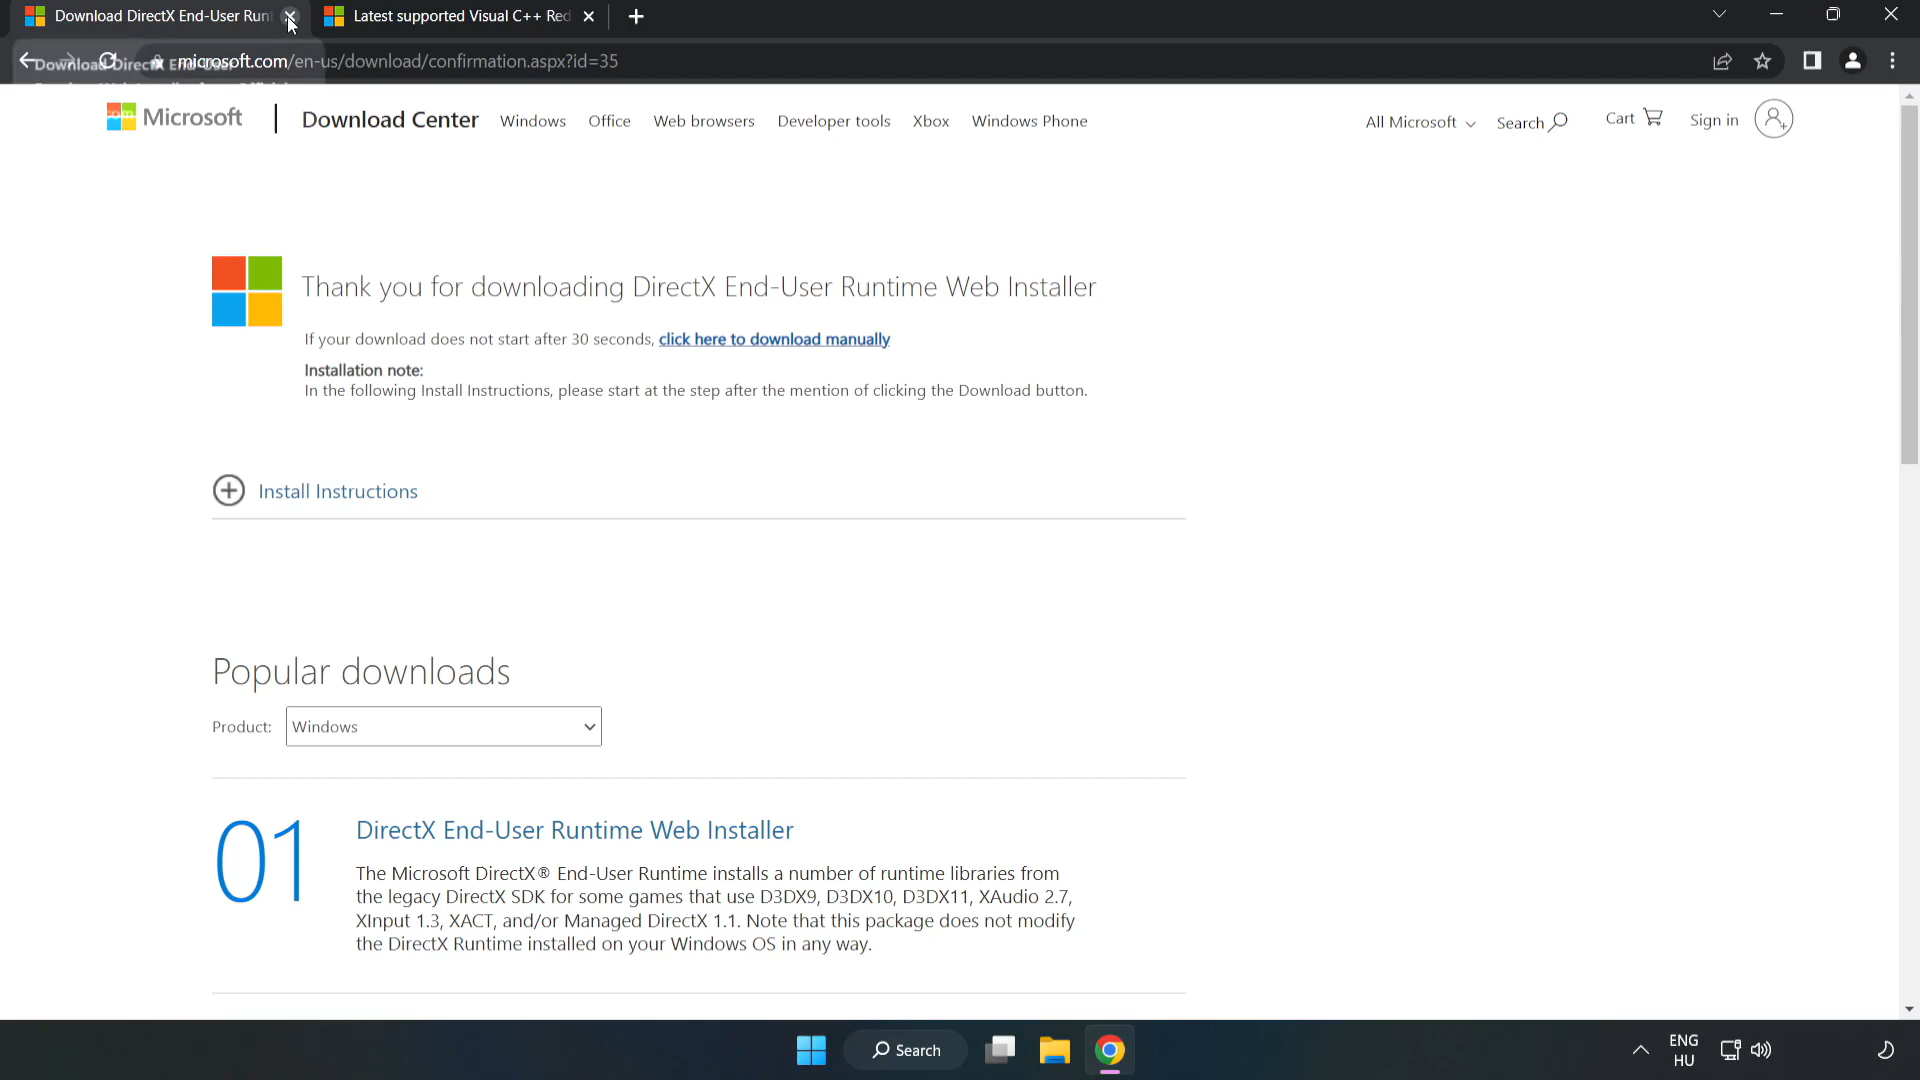 Download DirectX End-User Runt
Latest supported Visual C++ Red
microsoft.com/en-us/download/confirmation.aspx?id=35
Download DirectX End-User
Microsoft
Download Center
Windows
Office
Web browsers
Developer tools
Xbox
Windows Phone
All Microsoft
Search
Cart
Sign in
Thank you for downloading DirectX End-User Runtime Web Installer
If your download does not start after 30 seconds, click here to download manually
Installation note:
In the following Install Instructions, please start at the step after the mention of clicking the Download button.
Install Instructions
Popular downloads
Product:
Windows
01
DirectX End-User Runtime Web Installer
The Microsoft DirectX® End-User Runtime installs a number of runtime libraries from
the legacy DirectX SDK for some games that use D3DX9, D3DX10, D3DX11, XAudio 2.7,
XInput 1.3, XACT, and/or Managed DirectX 1.1. Note that this package does not modify
the DirectX Runtime installed on your Windows OS in any way.
Search
ENG
HU